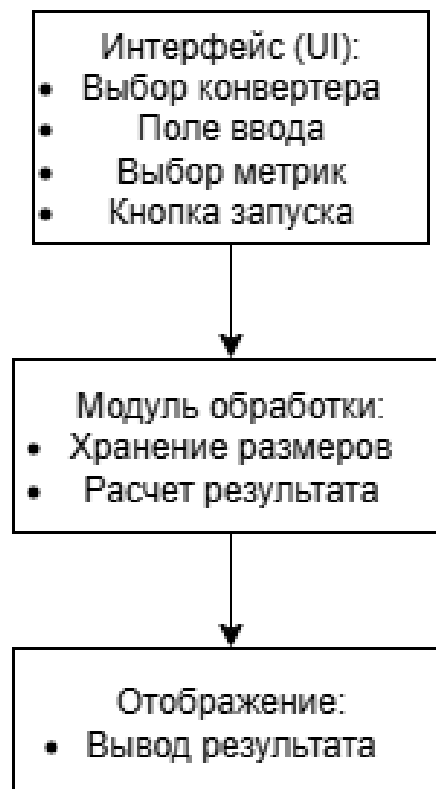 Интерфейс (UI):
• Выбор конвертера
• Поле ввода
• Выбор метрик
• Кнопка запуска
Модуль обработки:
• Хранение размеров
• Расчет результата
Отображение:
• Вывод результата